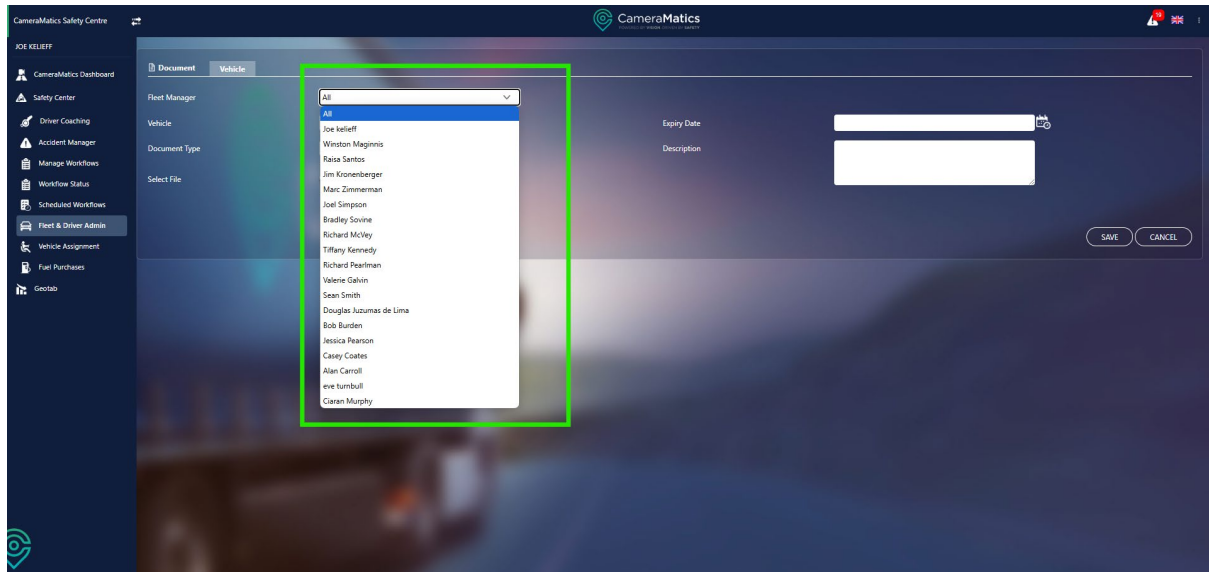 CameraMatics Safety Centre
CameraMatics
19
JOE KELIEFF
CameraMatics Dashboard
Safety Center
Driver Coaching
Accident Manager
Manage Workflows
Workflow Status
Scheduled Workflows
Fleet & Driver Admin
Vehicle Assignment
Fuel Purchases
Geotab
Document
Vehicle
Fleet Manager
All
All
Joe kelieff
Winston Maginnis
Raisa Santos
Jim Kronenberger
Marc Zimmerman
Joel Simpson
Bradley Sovine
Richard McVey
Tiffany Kennedy
Richard Pearlman
Valerie Galvin
Sean Smith
Douglas Juzumas de Lima
Bob Burden
Jessica Pearson
Casey Coates
Alan Carroll
eve turnbull
Ciaran Murphy
Vehicle
Expiry Date
Document Type
Description
Select File
SAVE
CANCEL